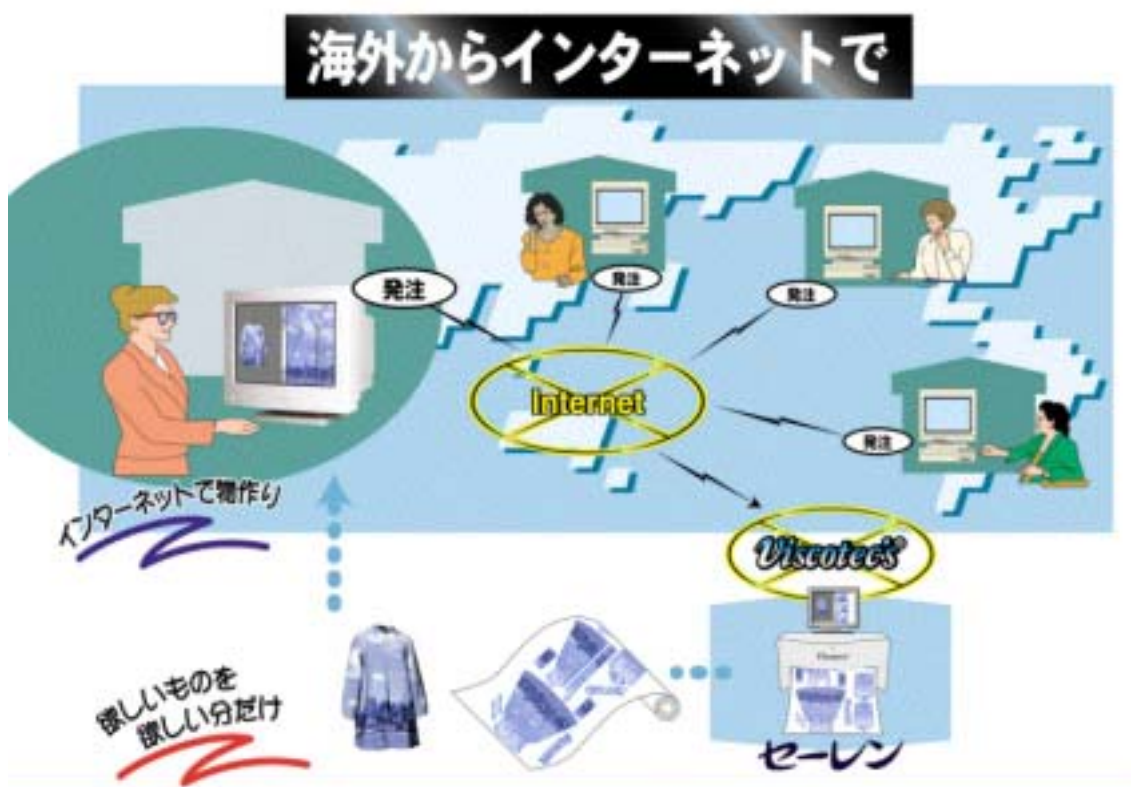 海外からインターネットで
発注
発注
発注
発注
Internet
インターネットで物作り
Viscotec's®
欲しいものを
欲しい分だけ
セーレン